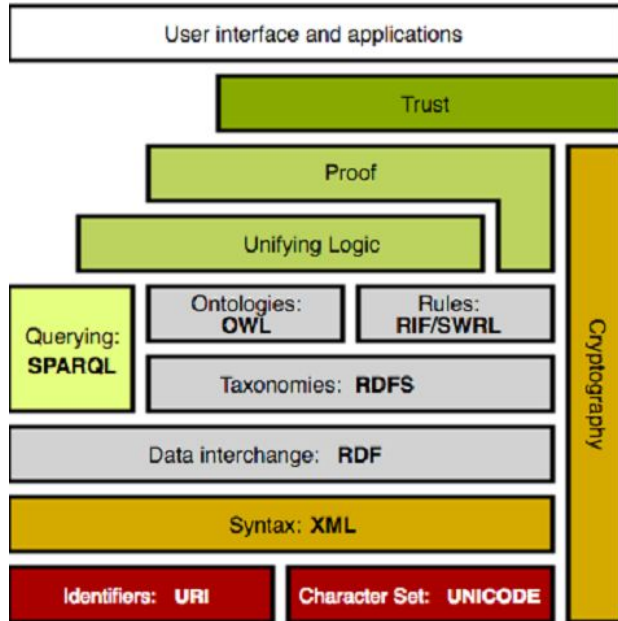 User interface and applications
Trust
Proof
Unifying Logic
Querying:
SPARQL
Ontologies:
OWL
Rules:
RIF/SWRL
Taxonomies: RDFS
Cryptography
Data interchange: RDF
Syntax: XML
Identifiers: URI
Character Set: UNICODE